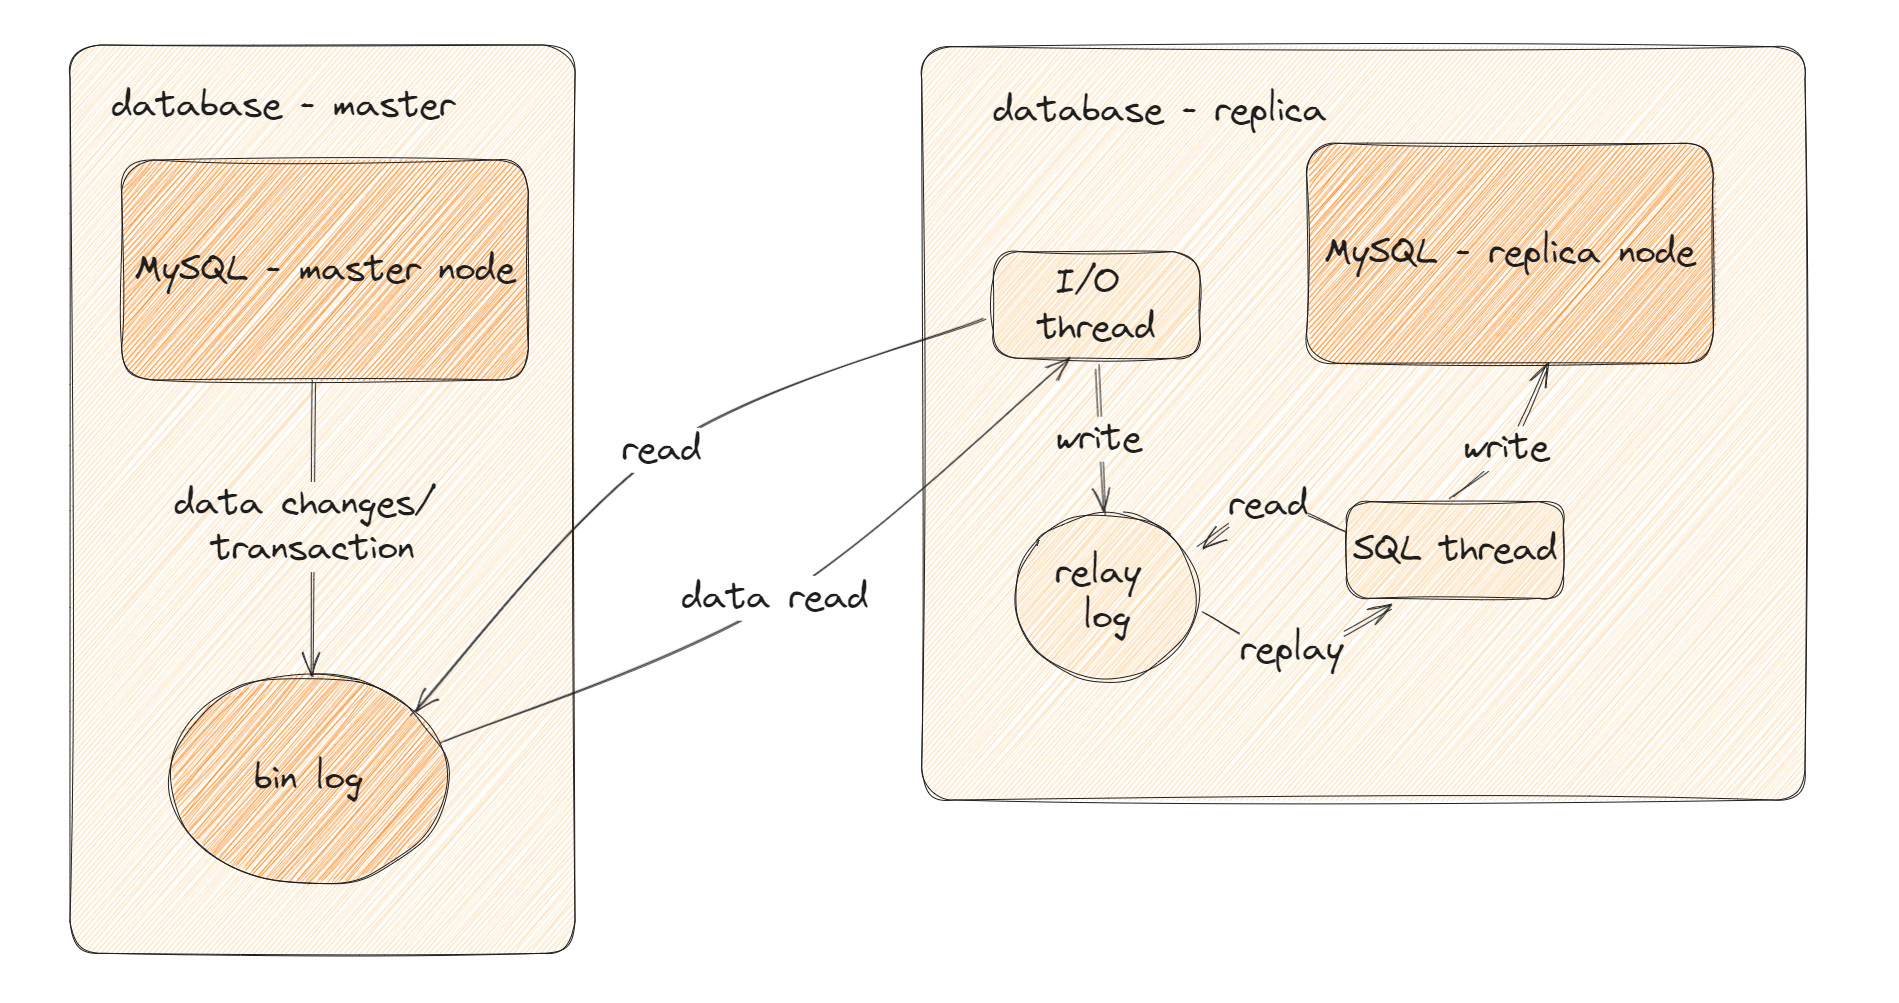 database - master
MySQL - master node
data changes/
transaction
bin log
read
data read
database - replica
I/O
thread
write
relay
log
read
replay
SQL thread
write
MySQL - replica node